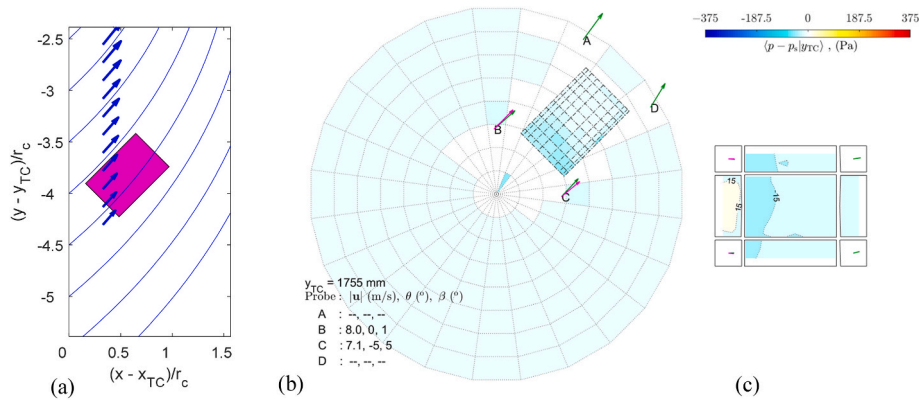 -2.5
-3
-3.5
-4
-4.5
-5
(y - y_TC)/r_c
0 0.5 1 1.5
(x - x_TC)/r_c
(a)
A
B
C
D
y_TC = 1755 mm
Probe : |u| (m/s), θ (°), β (°)
A : --, --, --
B : 8.0, 0, 1
C : 7.1, -5, 5
D : --, --, --
(b)
−375 −187.5 0 187.5 375
⟨p − p_s|y_TC⟩ , (Pa)
15
15
-15
(c)